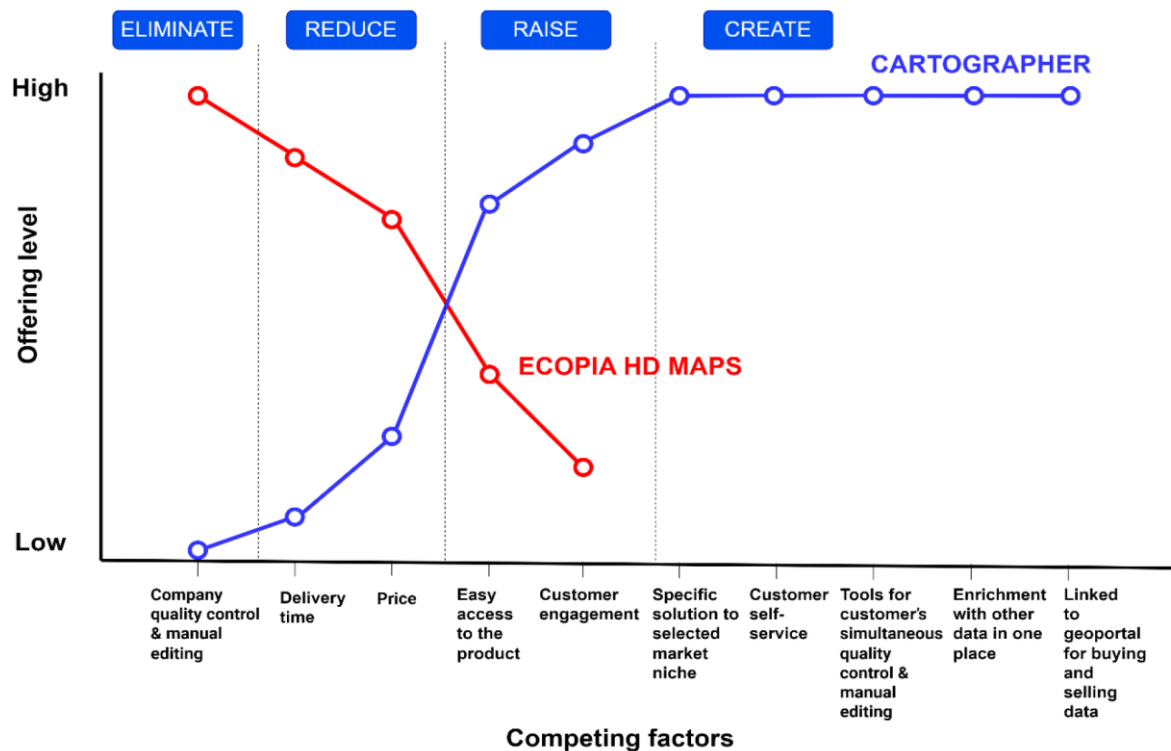 ELIMINATE
REDUCE
RAISE
CREATE
CARTOGRAPHER
High
Offering level
ECOPIA HD MAPS
Low
Company
quality control
& manual
editing
Delivery
time
Price
Easy
access
to the
product
Customer
engagement
Specific
solution to
selected
market
niche
Customer
self-
service
Tools for
customer's
simultaneous
quality
control &
manual
editing
Enrichment
with other
data in one
place
Linked
to
geoportal
for buying
and
selling
data
Competing factors